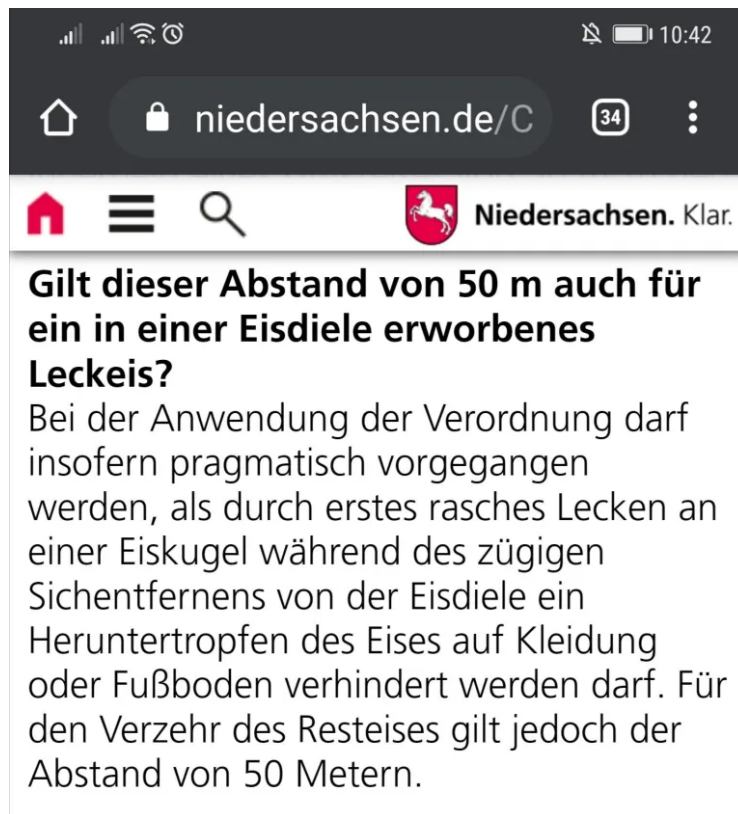 10:42
niedersachsen.de/C
34
Niedersachsen. Klar.
Gilt dieser Abstand von 50 m auch für
ein in einer Eisdiele erworbenes
Leckeis?
Bei der Anwendung der Verordnung darf
insofern pragmatisch vorgegangen
werden, als durch erstes rasches Lecken an
einer Eiskugel während des zügigen
Sichentfernens von der Eisdiele ein
Heruntertropfen des Eises auf Kleidung
oder Fußboden verhindert werden darf. Für
den Verzehr des Resteises gilt jedoch der
Abstand von 50 Metern.